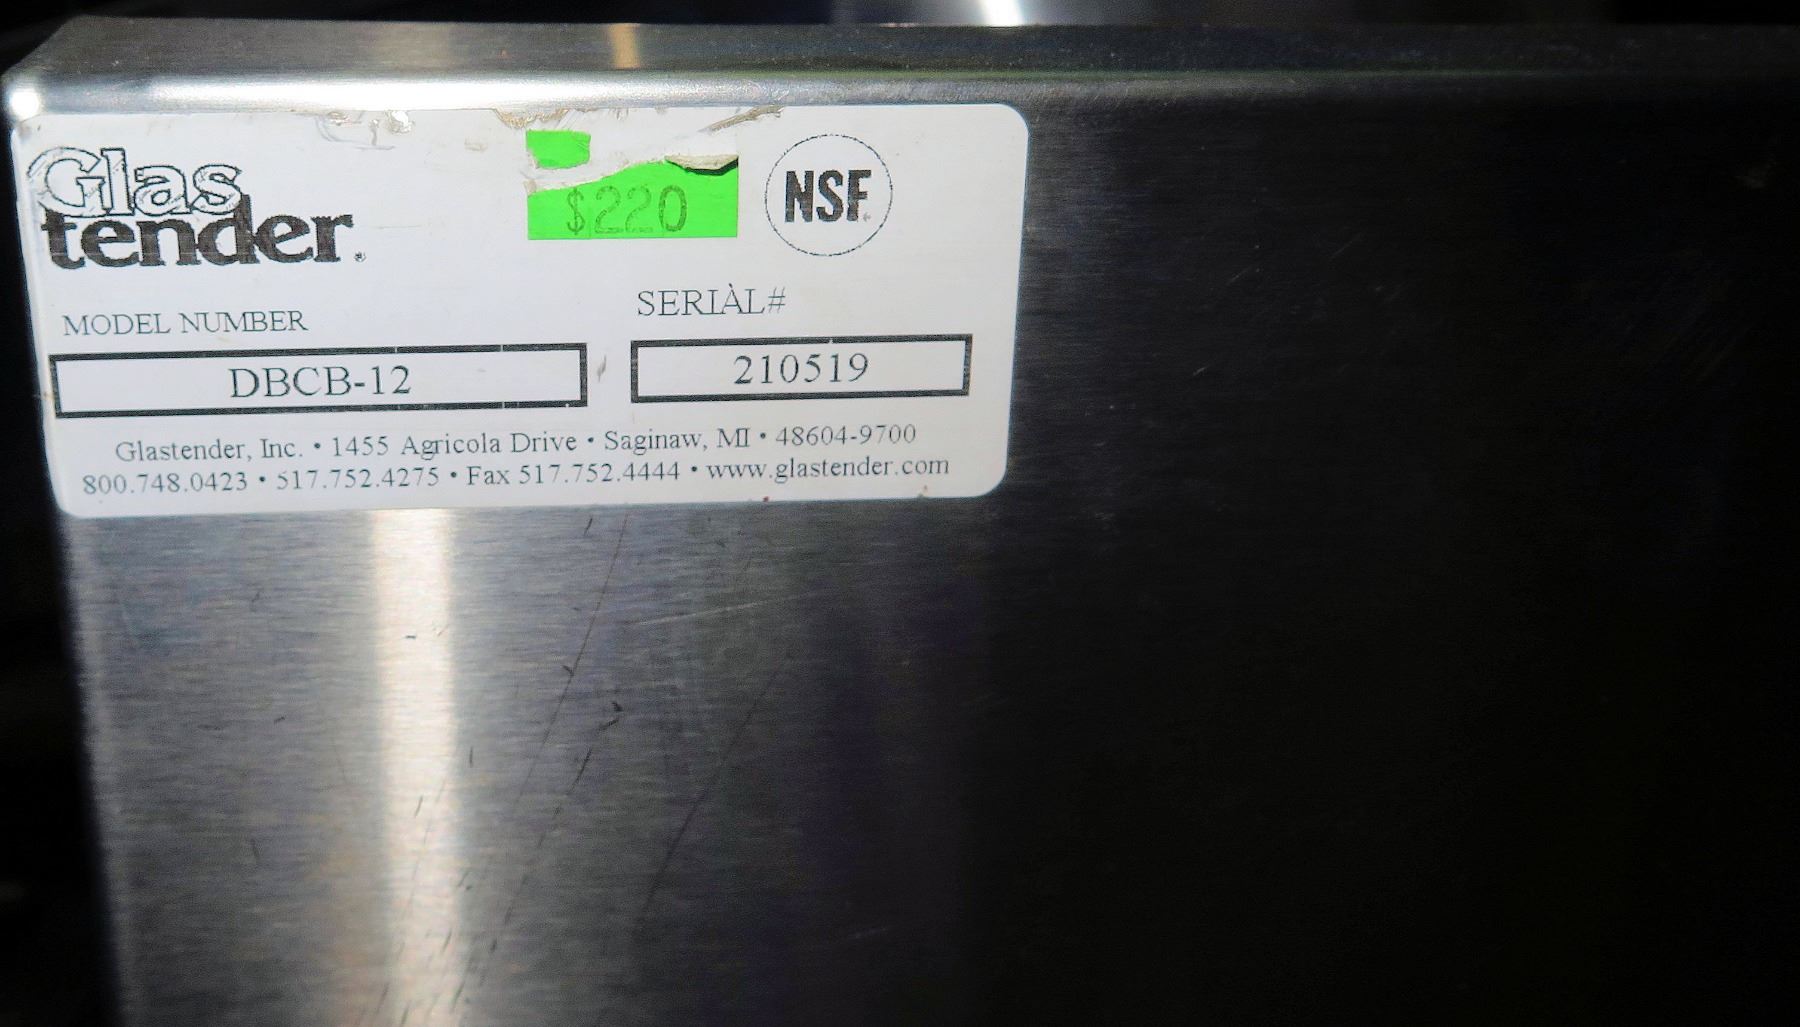 Glas
tender®
$220
NSF®
MODEL NUMBER
SERIAL#
DBCB-12
210519
Glastender, Inc. • 1455 Agricola Drive • Saginaw, MI • 48604-9700
800.748.0423 • 517.752.4275 • Fax 517.752.4444 • www.glastender.com